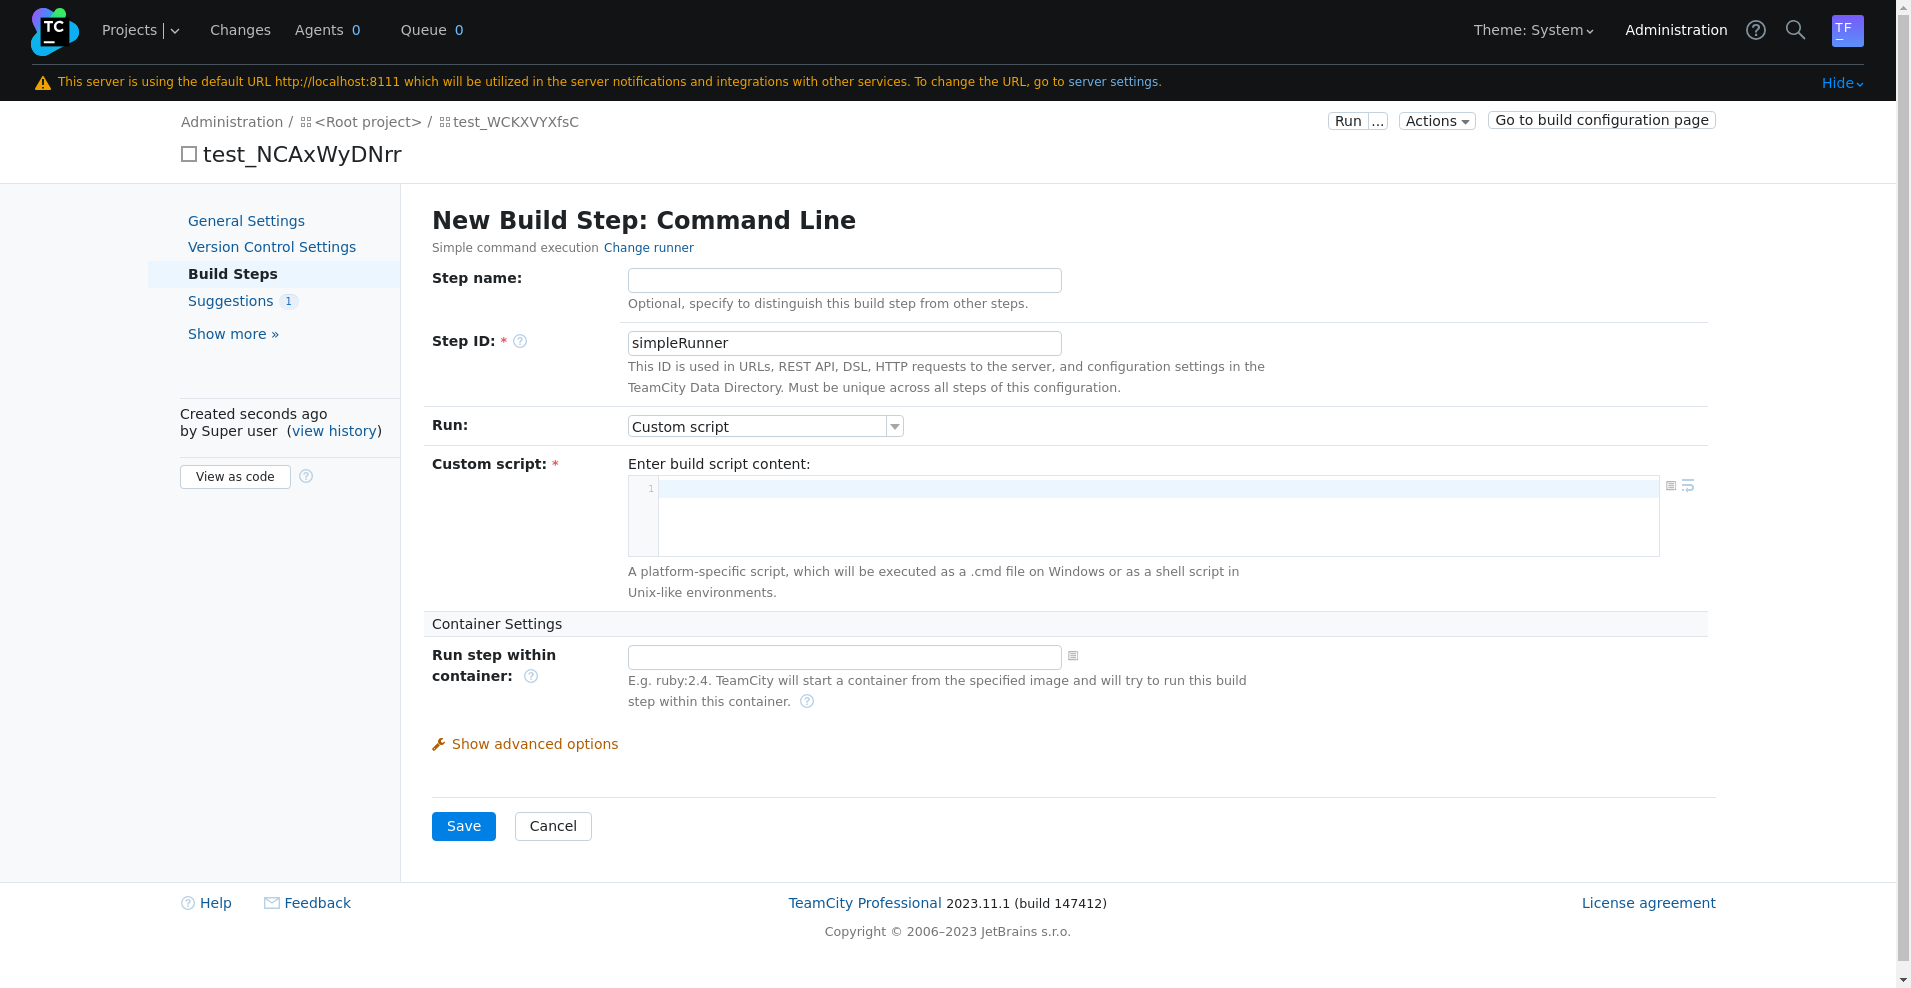 TC Projects Changes Agents 0 Queue 0 Theme: System Administration TF
This server is using the default URL http://localhost:8111 which will be utilized in the server notifications and integrations with other services. To change the URL, go to server settings. Hide
Administration / <Root project> / test_WCKXVYXfsC
Run ... Actions Go to build configuration page
test_NCAxWyDNrr
General Settings
Version Control Settings
Build Steps
Suggestions 1
Show more »
Created seconds ago
by Super user (view history)
View as code
New Build Step: Command Line
Simple command execution Change runner
Step name:
Optional, specify to distinguish this build step from other steps.
Step ID: * simpleRunner
This ID is used in URLs, REST API, DSL, HTTP requests to the server, and configuration settings in the
TeamCity Data Directory. Must be unique across all steps of this configuration.
Run: Custom script
Custom script: * Enter build script content:
1
A platform-specific script, which will be executed as a .cmd file on Windows or as a shell script in
Unix-like environments.
Container Settings
Run step within
container:
E.g. ruby:2.4. TeamCity will start a container from the specified image and will try to run this build
step within this container.
Show advanced options
Save Cancel
Help Feedback TeamCity Professional 2023.11.1 (build 147412) License agreement
Copyright © 2006–2023 JetBrains s.r.o.